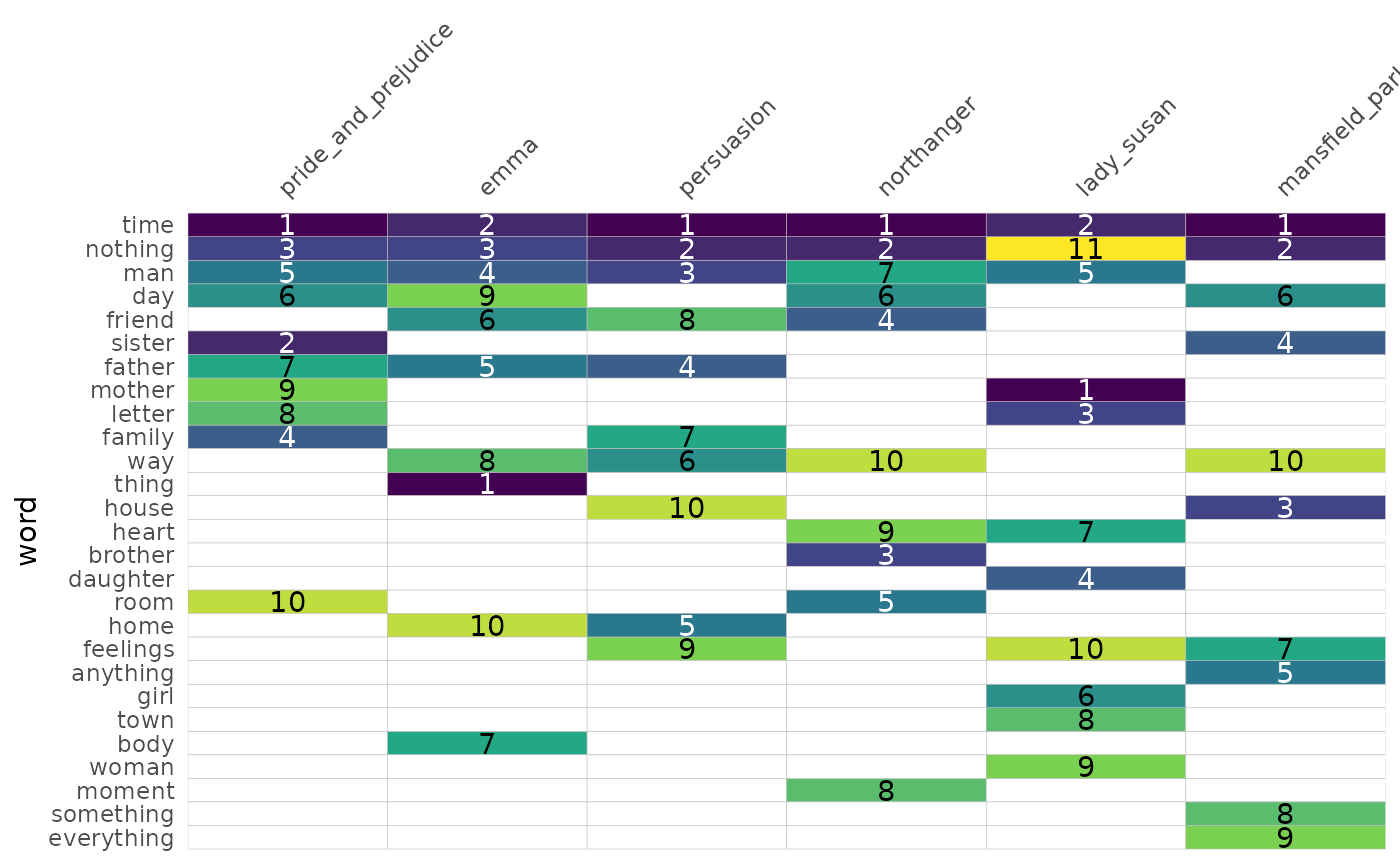 pride_and_prejudice emma persuasion northanger lady_susan mansfield_park
word
time 1 2 1 1 2 1
nothing 3 3 2 2 11 2
man 5 4 3 7 5
day 6 9 6 6
friend 6 8 4
sister 2 4
father 7 5 4
mother 9 1
letter 8 3
family 4 7
way 8 6 10 10
thing 1
house 10 3
heart 9 7
brother 3
daughter 4
room 10 5
home 10 5
feelings 9 10 7
anything 5
girl 6
town 8
body 7
woman 9
moment 8
something 8
everything 9